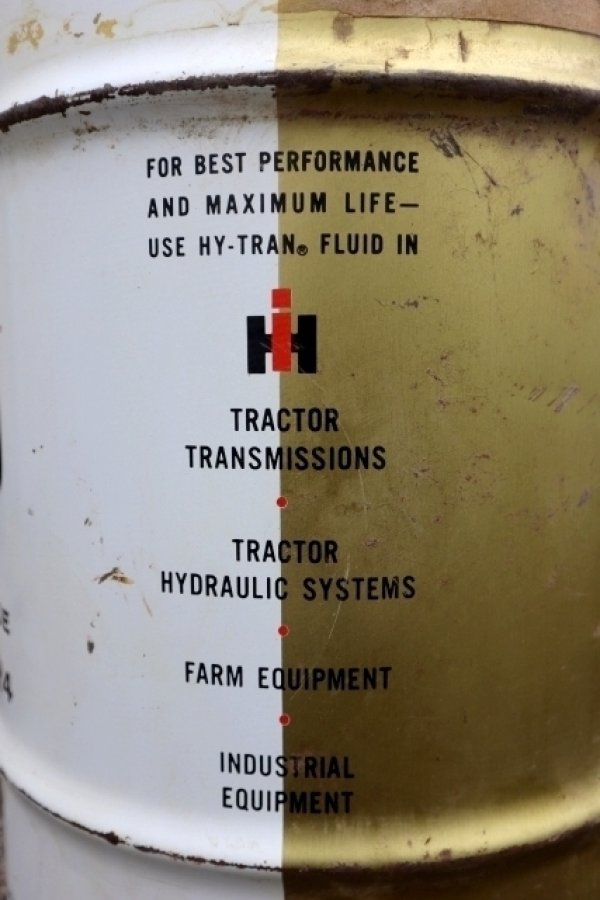 FOR BEST PERFORMANCE
AND MAXIMUM LIFE—
USE HY-TRAN® FLUID IN
IH
TRACTOR
TRANSMISSIONS
•
TRACTOR
HYDRAULIC SYSTEMS
•
FARM EQUIPMENT
•
INDUSTRIAL
EQUIPMENT